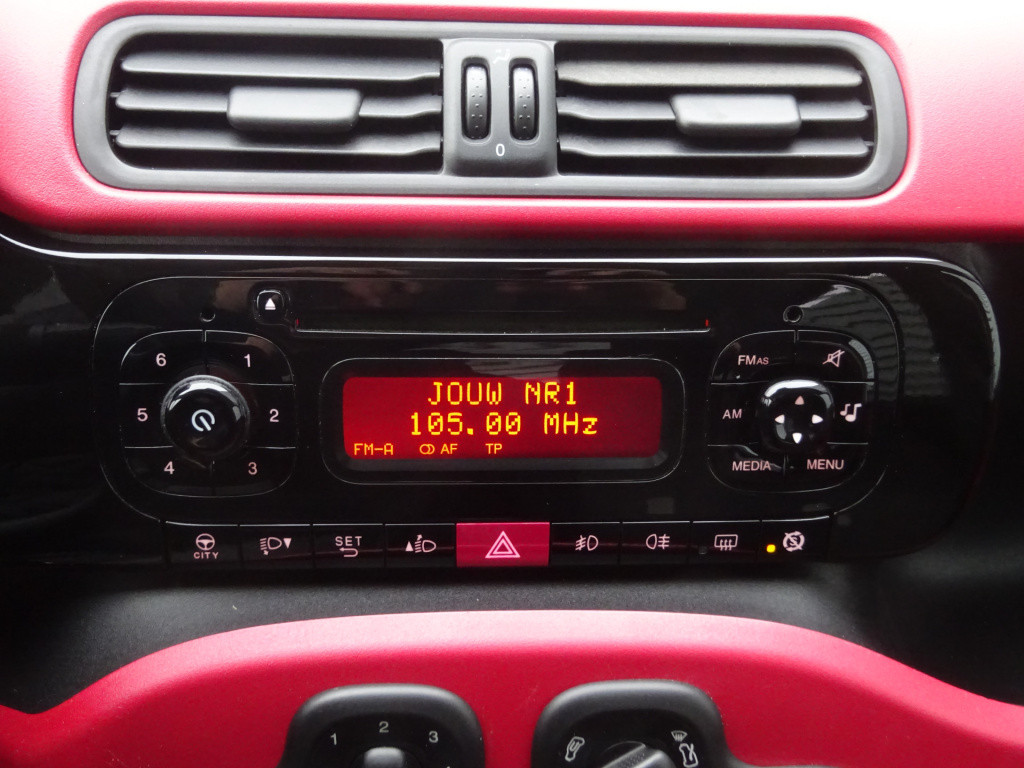 0
6 1
5 2
4 3
JOUW NR1
105.00 MHz
FM-A AF TP
FMAS
AM
MEDIA MENU
CITY
SET
1 2 3